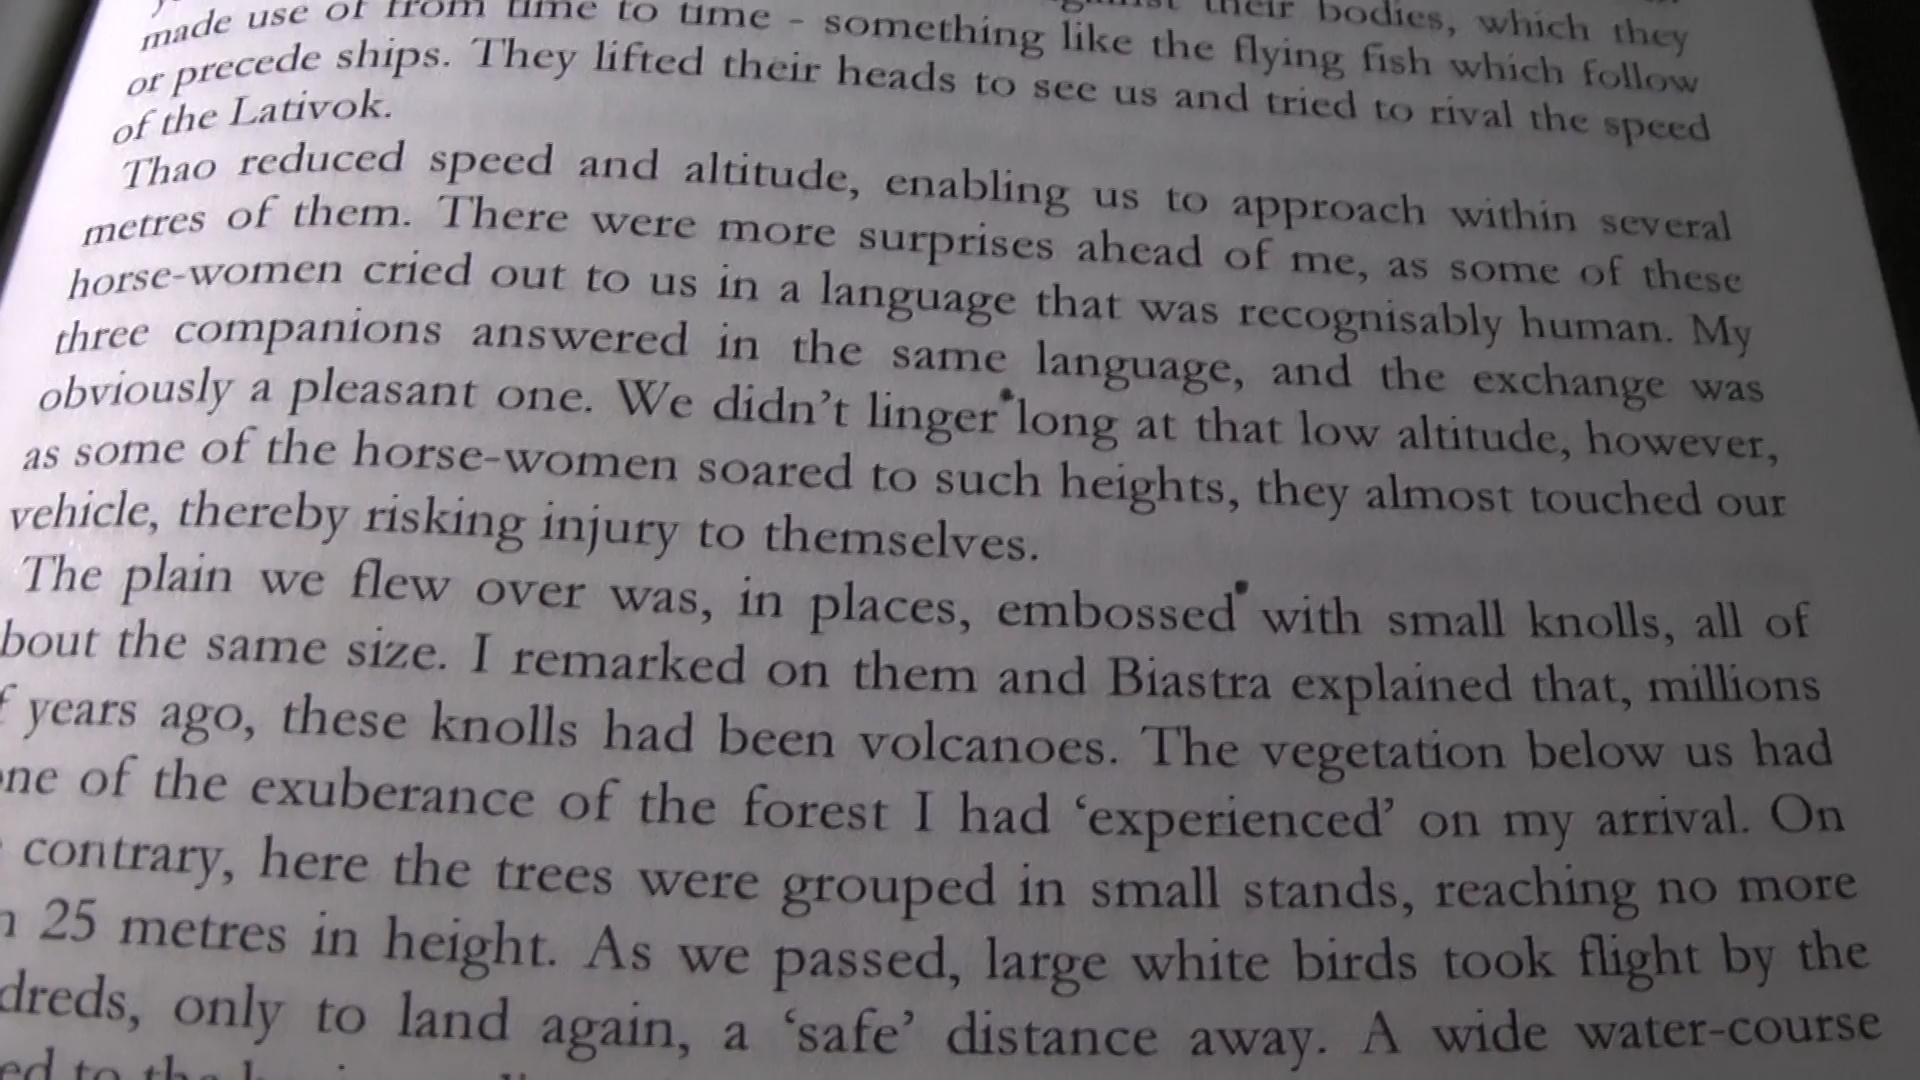 their bodies, which they
made use of from time to time - something like the flying fish which follow
or precede ships. They lifted their heads to see us and tried to rival the speed
of the Lativok.
Thao reduced speed and altitude, enabling us to approach within several
metres of them. There were more surprises ahead of me, as some of these
horse-women cried out to us in a language that was recognisably human. My
three companions answered in the same language, and the exchange was
obviously a pleasant one. We didn't linger long at that low altitude, however,
as some of the horse-women soared to such heights, they almost touched our
vehicle, thereby risking injury to themselves.
The plain we flew over was, in places, embossed with small knolls, all of
bout the same size. I remarked on them and Biastra explained that, millions
f years ago, these knolls had been volcanoes. The vegetation below us had
ne of the exuberance of the forest I had ‘experienced’ on my arrival. On
contrary, here the trees were grouped in small stands, reaching no more
n 25 metres in height. As we passed, large white birds took flight by the
dreds, only to land again, a ‘safe’ distance away. A wide water-course
ed to the